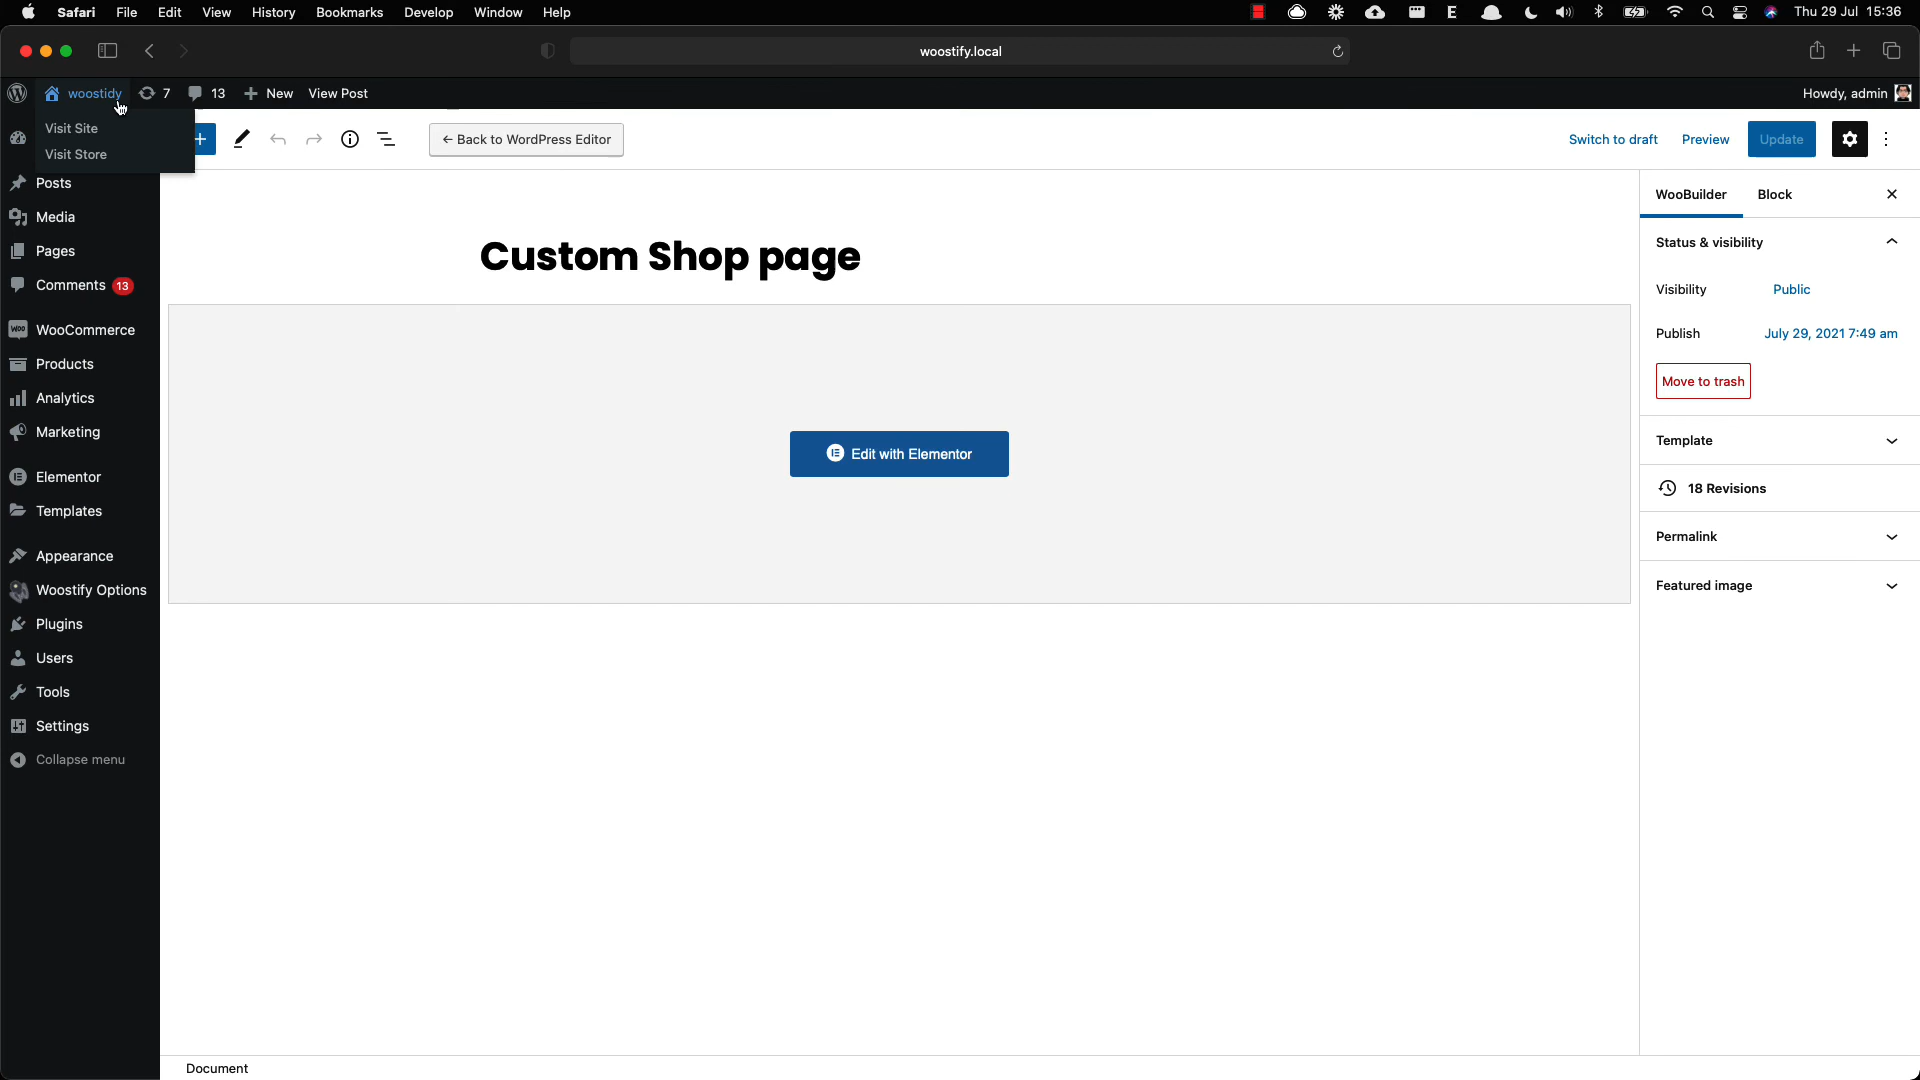 Safari File Edit View History Bookmarks Develop Window Help E Thu 29 Jul 15:36
woostify.local
woostidy 7 13 New View Post Howdy, admin
Visit Site
Visit Store
← Back to WordPress Editor Switch to draft Preview Update
Posts
Media
Pages
Comments 13
WooCommerce
Products
Analytics
Marketing
Elementor
Templates
Appearance
Woostify Options
Plugins
Users
Tools
Settings
Collapse menu
Custom Shop page
Edit with Elementor
WooBuilder Block
Status & visibility
Visibility Public
Publish July 29, 2021 7:49 am
Move to trash
Template
18 Revisions
Permalink
Featured image
Document